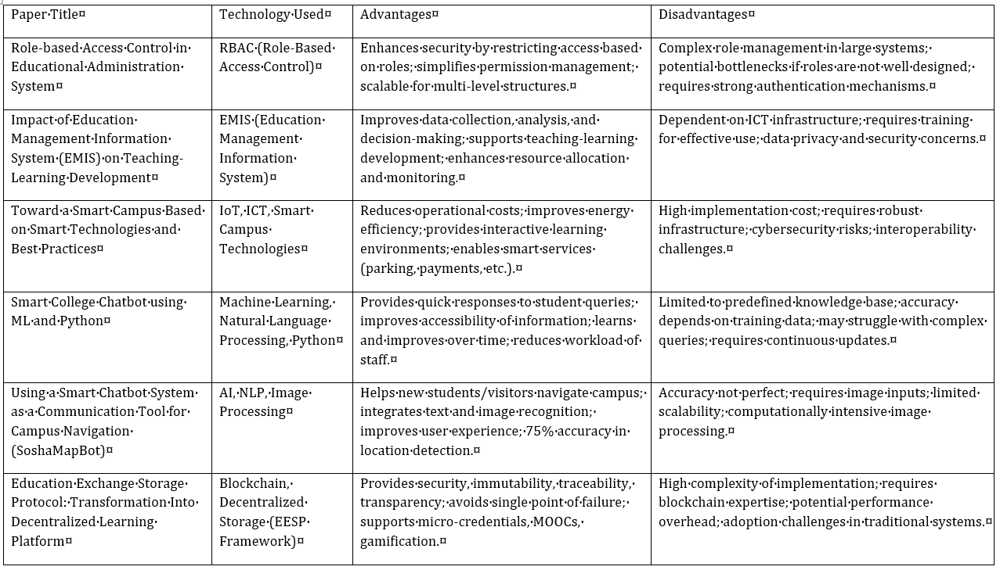 Paper Title
Technology Used
Advantages
Disadvantages
Role-based Access Control in
Educational Administration
System
RBAC (Role-Based
Access Control)
Enhances security by restricting access based
on roles; simplifies permission management;
scalable for multi-level structures.
Complex role management in large systems;
potential bottlenecks if roles are not well designed;
requires strong authentication mechanisms.
Impact of Education
Management Information
System (EMIS) on Teaching-
Learning Development
EMIS (Education
Management
Information
System)
Improves data collection, analysis, and
decision-making; supports teaching-learning
development; enhances resource allocation
and monitoring.
Dependent on ICT infrastructure; requires training
for effective use; data privacy and security concerns.
Toward a Smart Campus Based
on Smart Technologies and
Best Practices
IoT, ICT, Smart
Campus
Technologies
Reduces operational costs; improves energy
efficiency; provides interactive learning
environments; enables smart services
(parking, payments, etc.).
High implementation cost; requires robust
infrastructure; cybersecurity risks; interoperability
challenges.
Smart College Chatbot using
ML and Python
Machine Learning,
Natural Language
Processing, Python
Provides quick responses to student queries;
improves accessibility of information; learns
and improves over time; reduces workload of
staff.
Limited to predefined knowledge base; accuracy
depends on training data; may struggle with complex
queries; requires continuous updates.
Using a Smart Chatbot System
as a Communication Tool for
Campus Navigation
(SoshaMapBot)
AI, NLP, Image
Processing
Helps new students/visitors navigate campus;
integrates text and image recognition;
improves user experience; 75% accuracy in
location detection.
Accuracy not perfect; requires image inputs; limited
scalability; computationally intensive image
processing.
Education Exchange Storage
Protocol: Transformation Into
Decentralized Learning
Platform
Blockchain,
Decentralized
Storage (EESP
Framework)
Provides security, immutability, traceability,
transparency; avoids single point of failure;
supports micro-credentials, MOOCs,
gamification.
High complexity of implementation; requires
blockchain expertise; potential performance
overhead; adoption challenges in traditional systems.